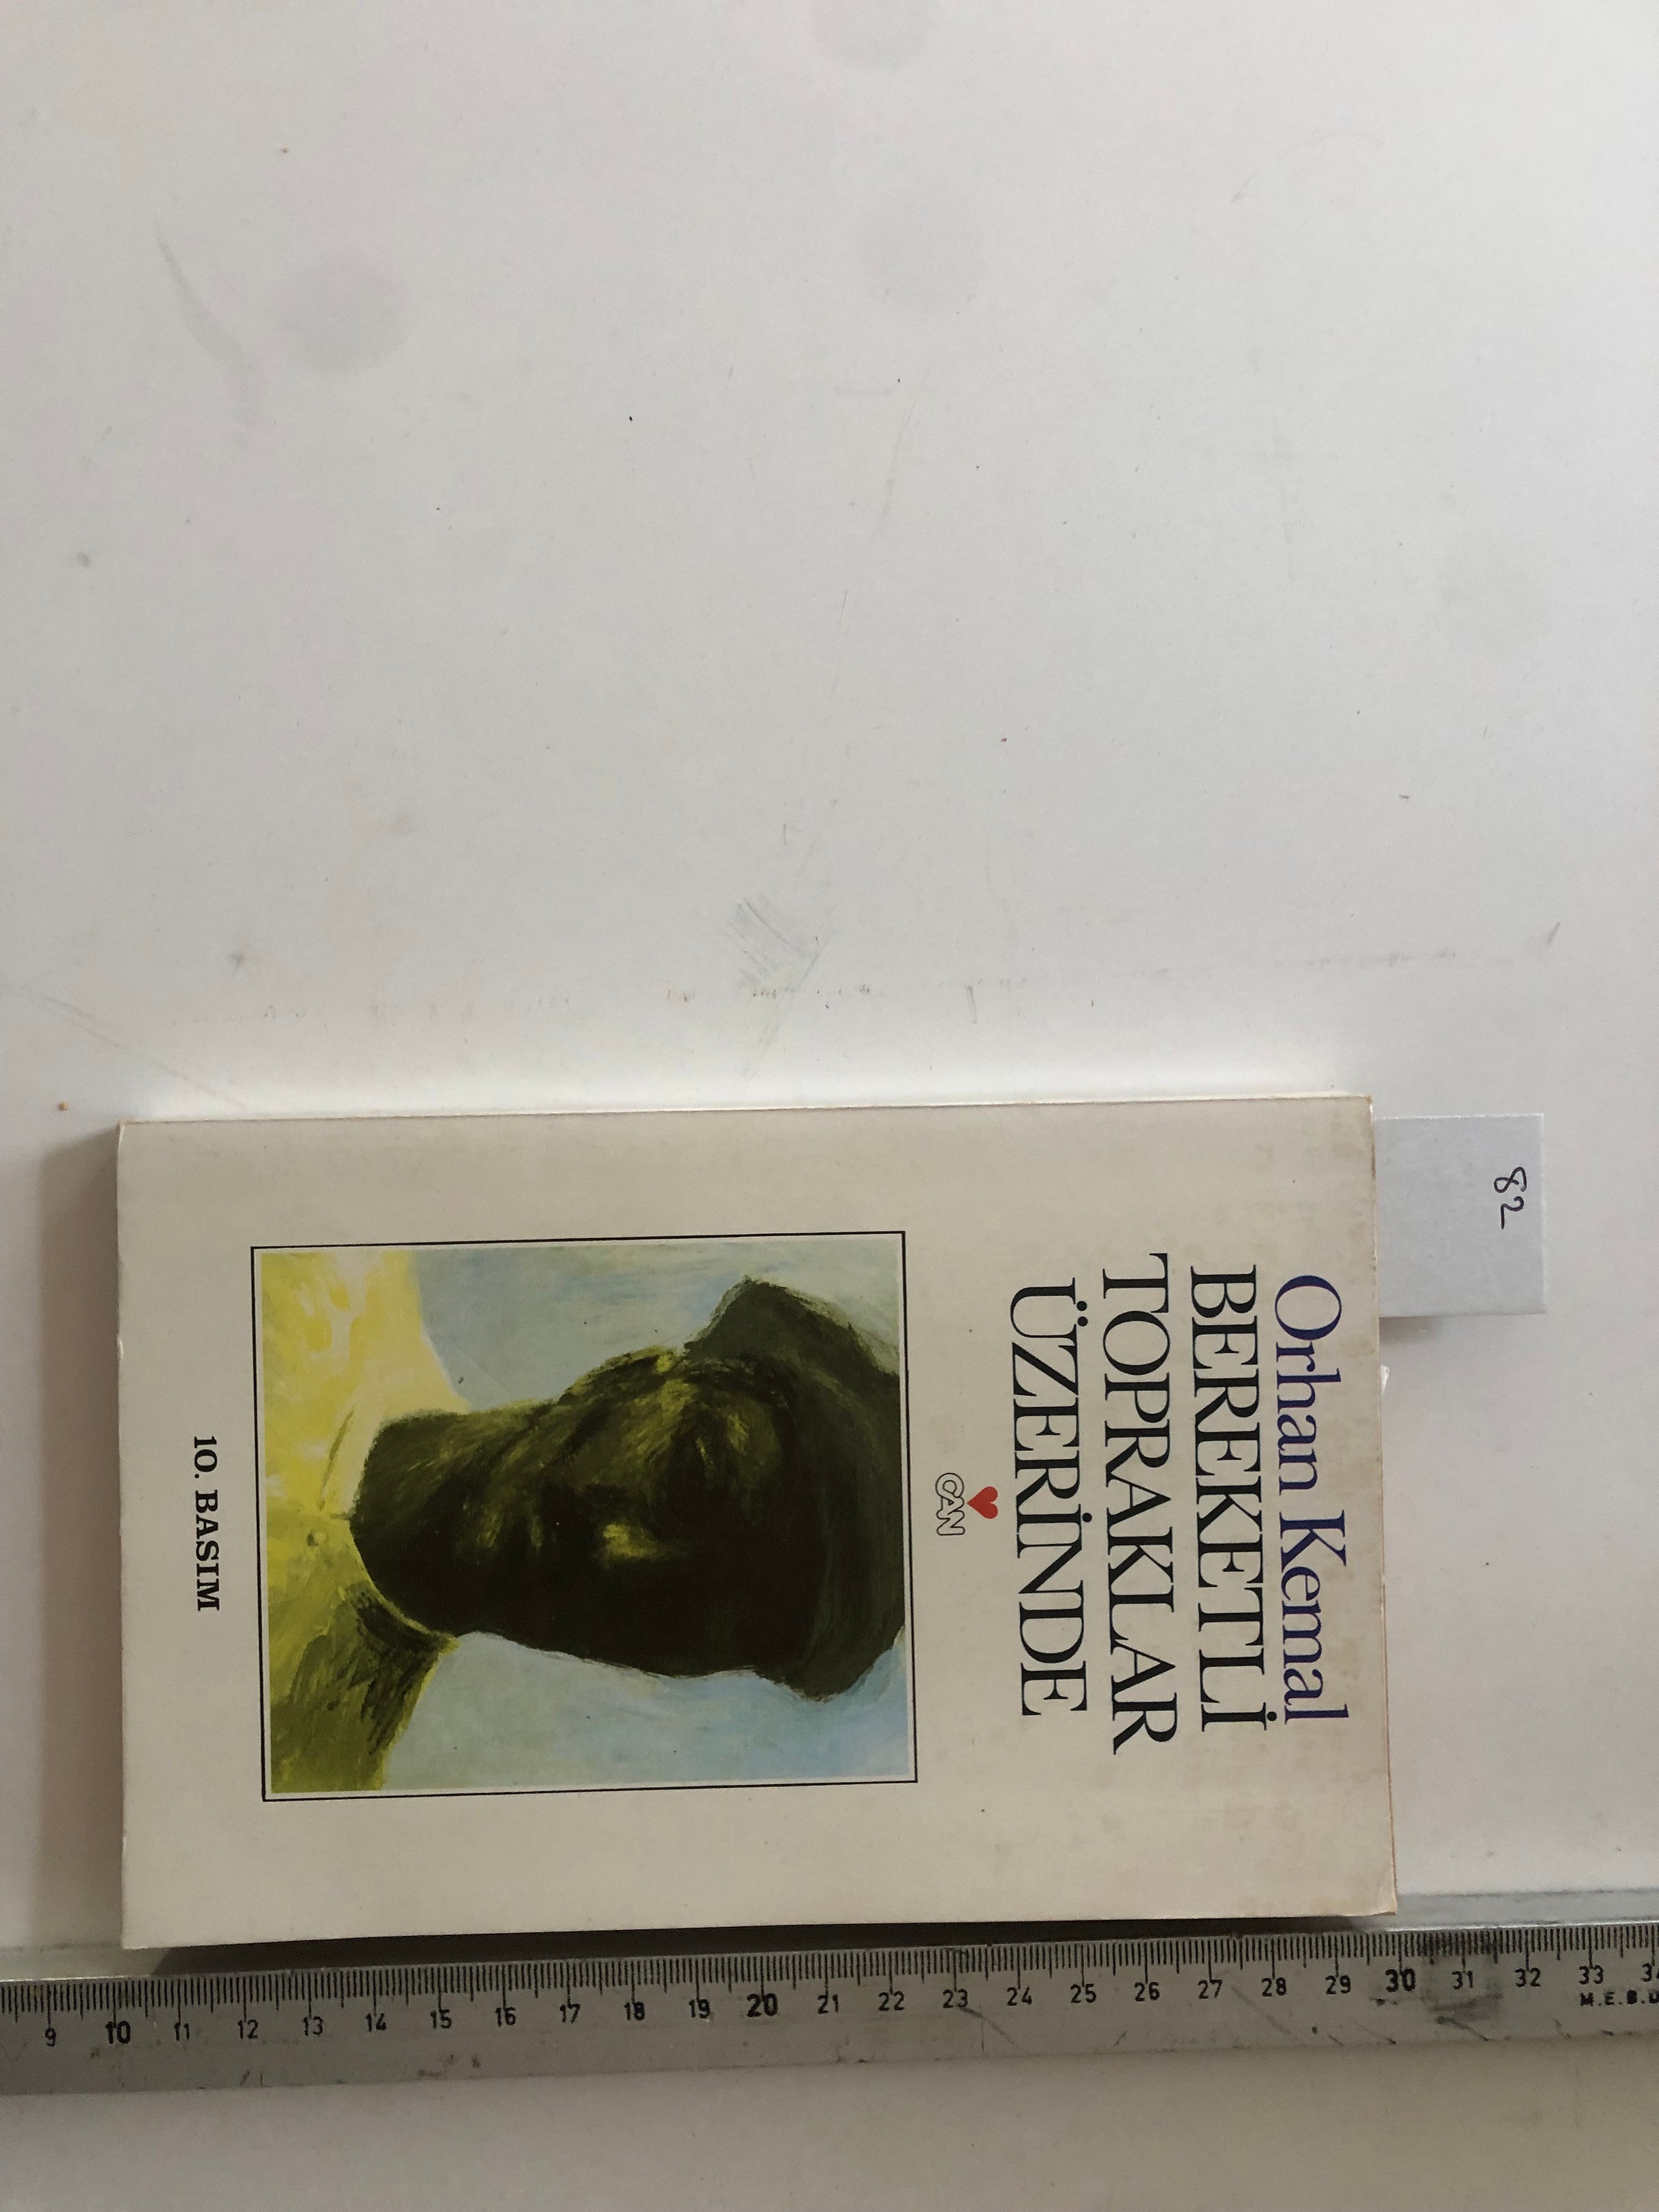 82
Orhan Kemal
BEREKETLİ
TOPRAKLAR
ÜZERİNDE
CAN
10. BASIM
9 10 11 12 13 14 15 16 17 18 19 20 21 22 23 24 25 26 27 28 29 30 31 32 33